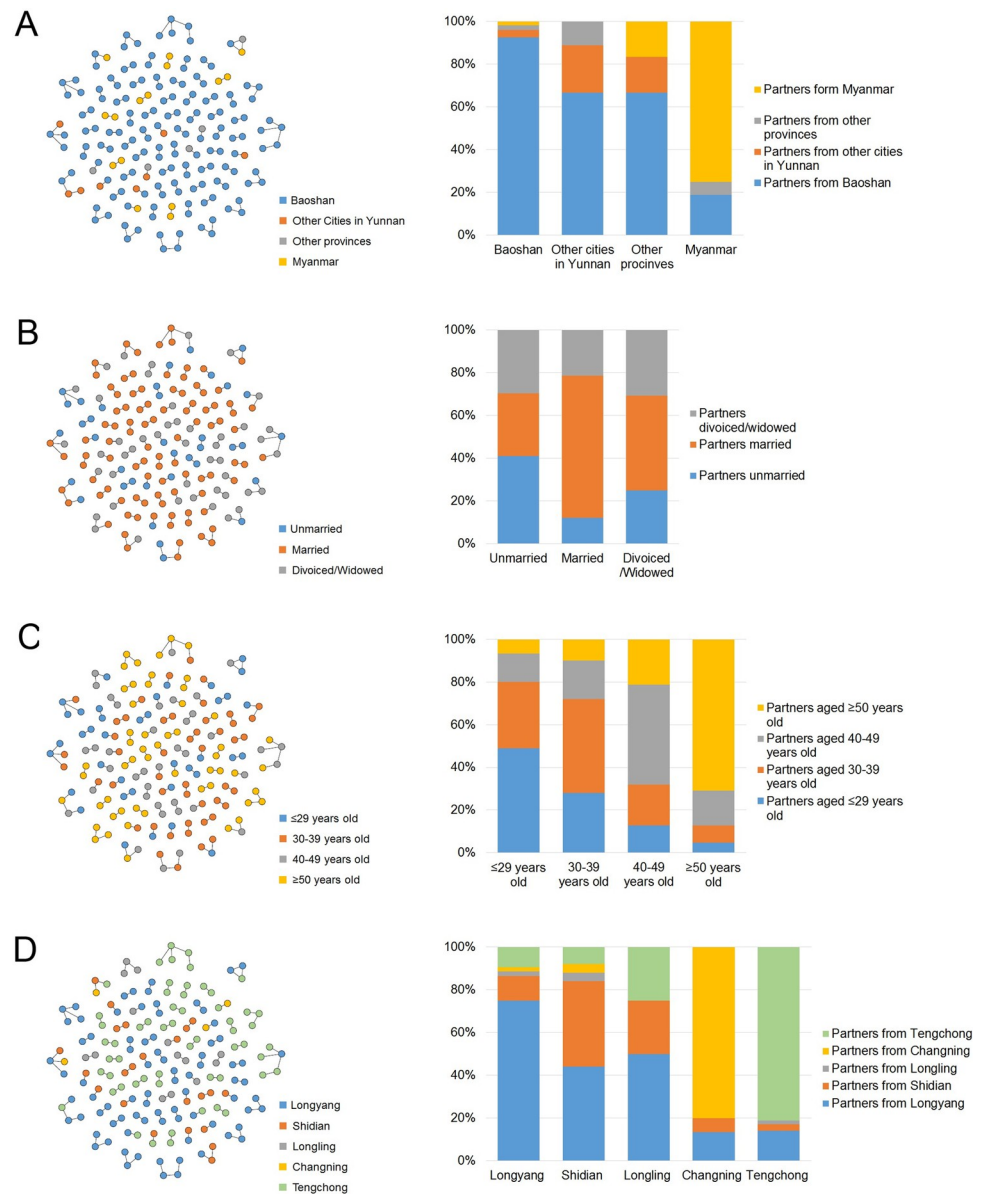 A
Baoshan
Other Cities in Yunnan
Other provinces
Myanmar
100%
80%
60%
40%
20%
0%
Baoshan
Other cities
in Yunnan
Other
procinves
Myanmar
Partners form Myanmar
Partners from other
provinces
Partners from other cities
in Yunnan
Partners from Baoshan
B
Unmarried
Married
Divoiced/Widowed
100%
80%
60%
40%
20%
0%
Unmarried
Married
Divoiced
/Widowed
Partners
divoiced/widowed
Partners married
Partners unmarried
C
≤29 years old
30-39 years old
40-49 years old
≥50 years old
100%
80%
60%
40%
20%
0%
≤29 years
old
30-39
years old
40-49
years old
≥50 years
old
Partners aged ≥50 years
old
Partners aged 40-49
years old
Partners aged 30-39
years old
Partners aged ≤29 years
old
D
Longyang
Shidian
Longling
Changning
Tengchong
100%
80%
60%
40%
20%
0%
Longyang
Shidian
Longling
Changning
Tengchong
Partners from Tengchong
Partners from Changning
Partners from Longling
Partners from Shidian
Partners from Longyang